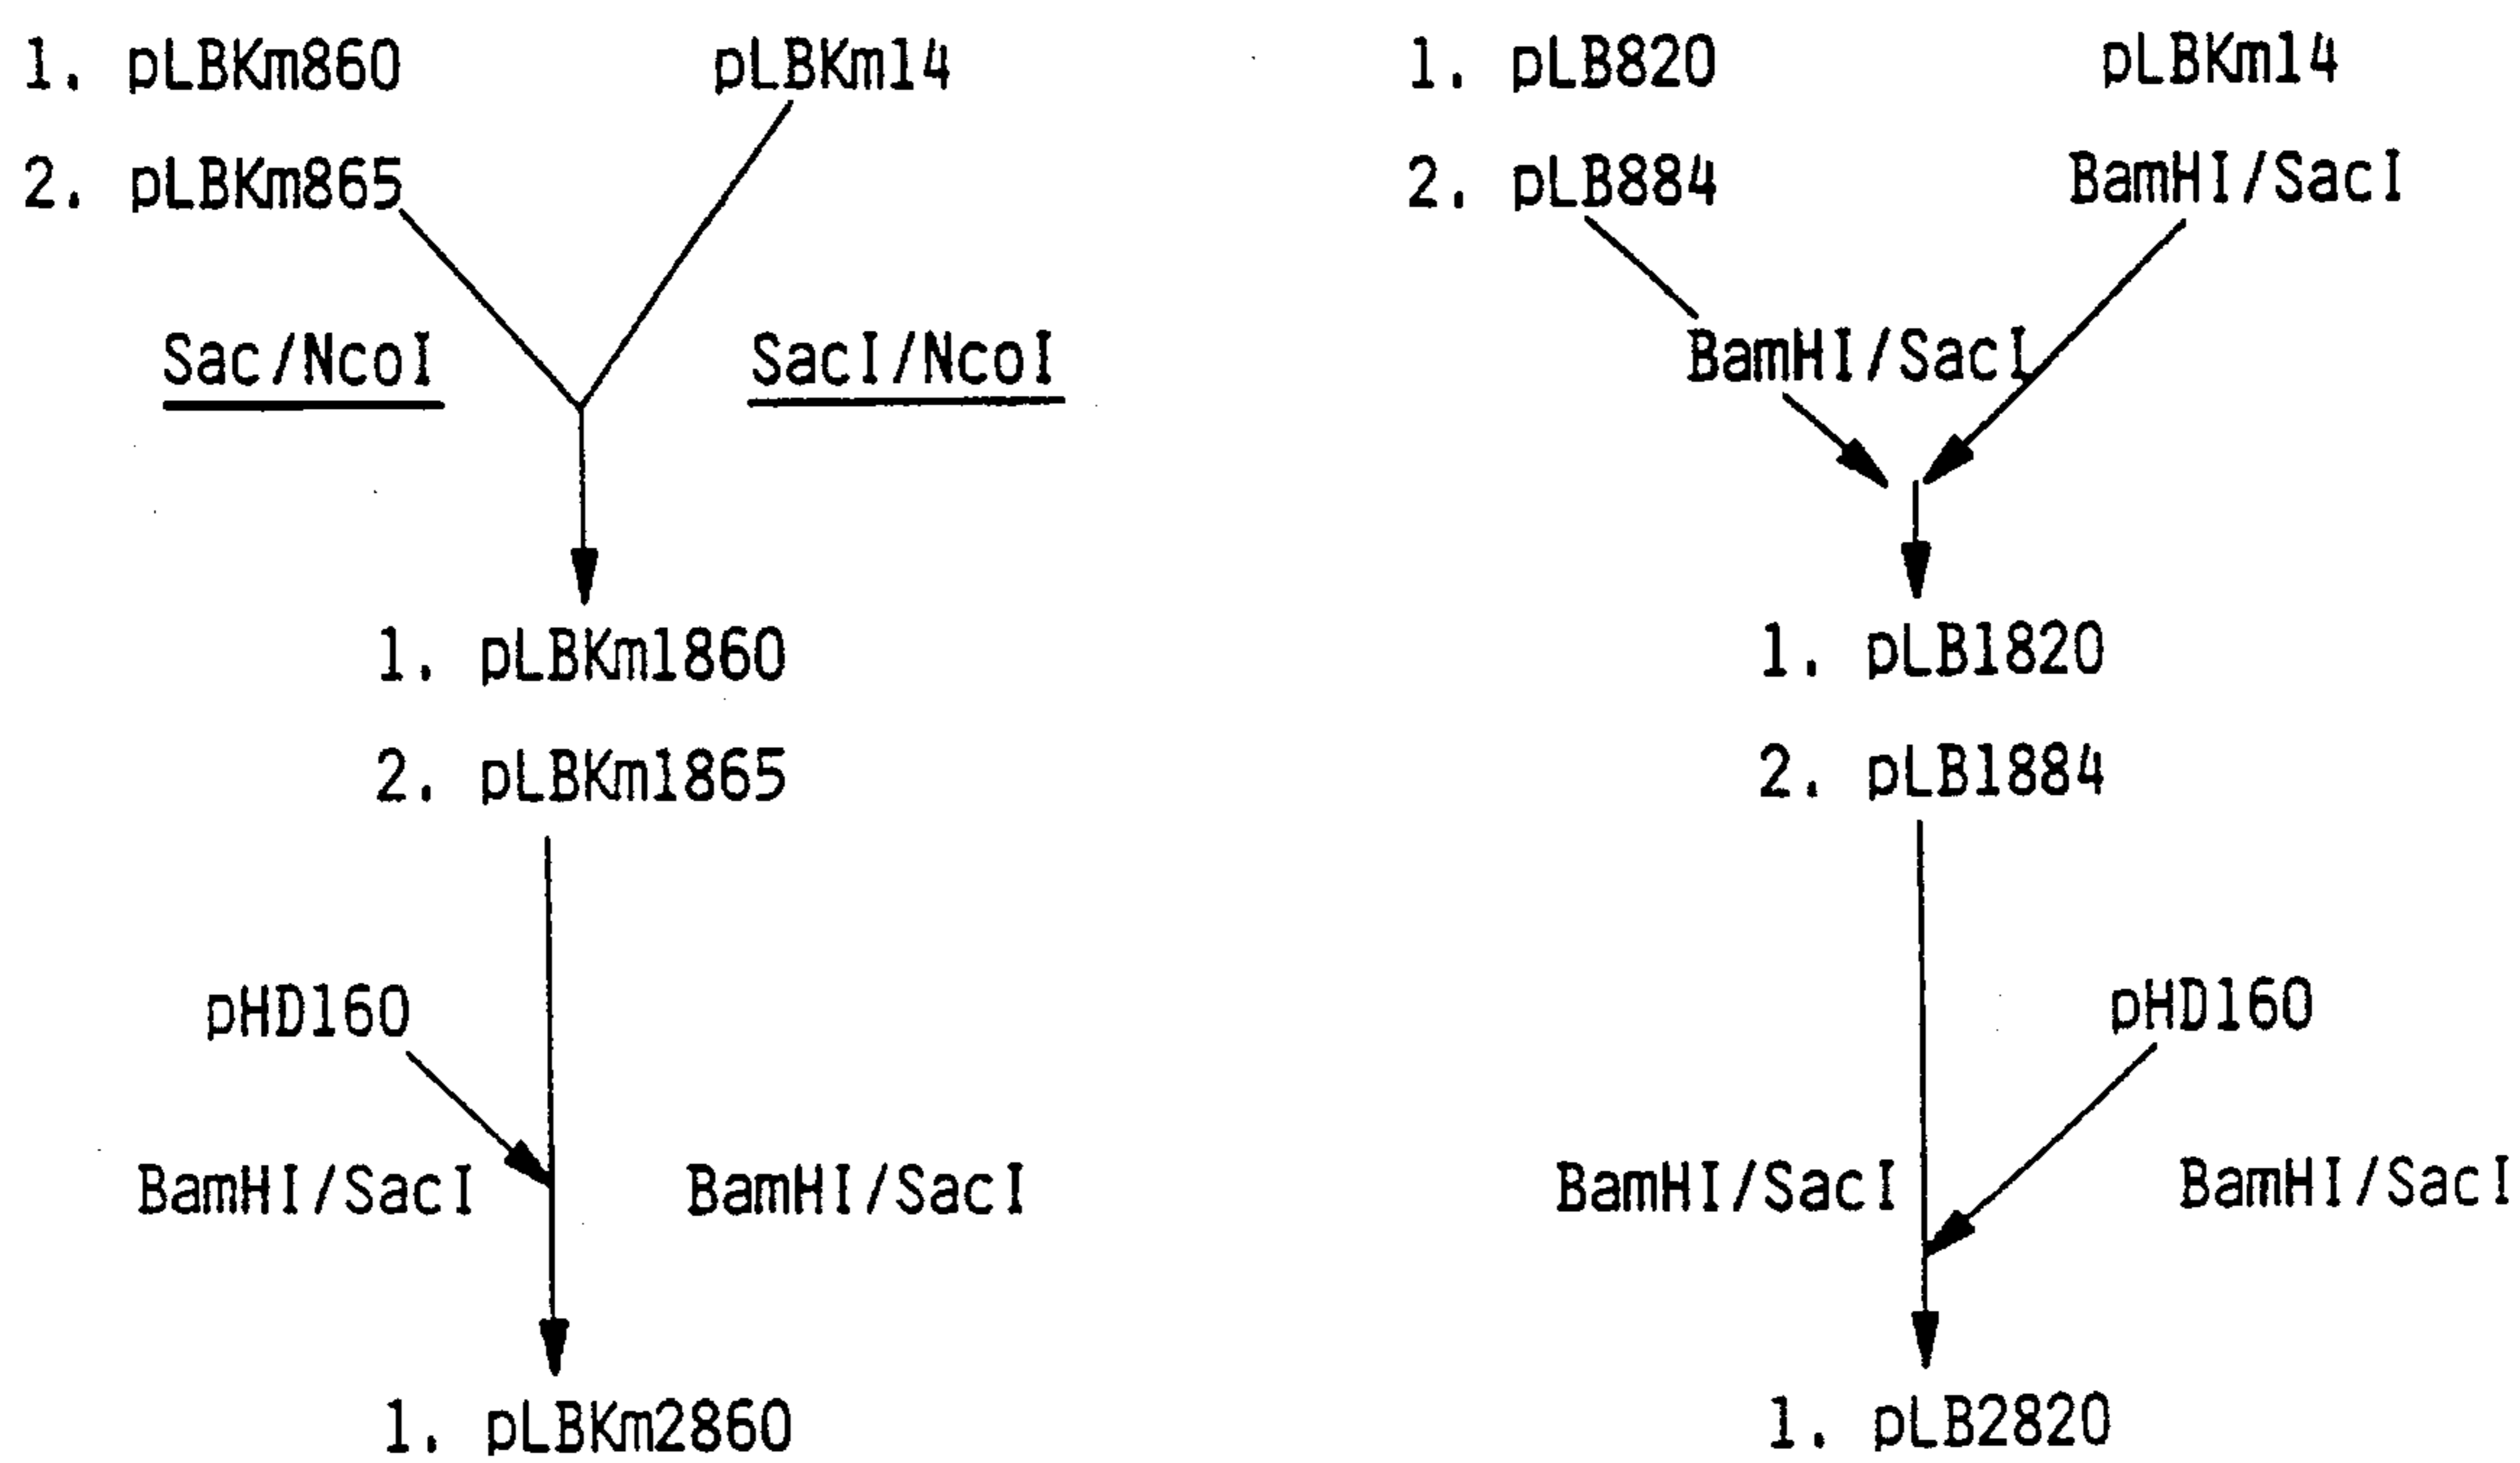 1. pLBKm860
pLBKm14
2. pLBKm865
Sac/NcoI
SacI/NcoI
1. pLBKm1860
2. pLBKm1865
pHD160
BamHI/SacI
BamHI/SacI
1. pLBKm2860
1. pLB820
pLBKm14
2. pLB884
BamHI/SacI
BamHI/SacI
1. pLB1820
2. pLB1884
pHD160
BamHI/SacI
BamHI/SacI
1. pLB2820